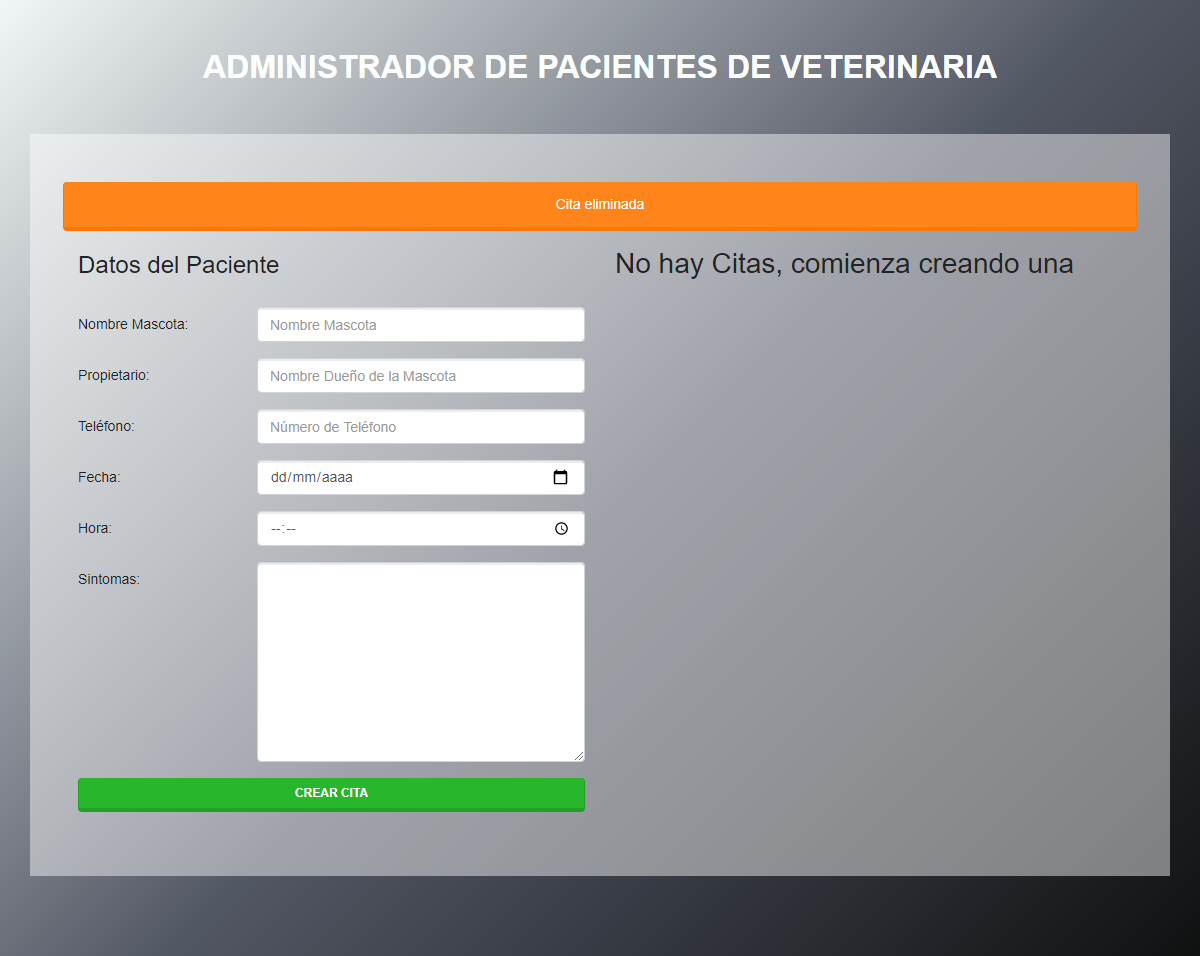 ADMINISTRADOR DE PACIENTES DE VETERINARIA
Cita eliminada
Datos del Paciente
Nombre Mascota:
Nombre Mascota
Propietario:
Nombre Dueño de la Mascota
Teléfono:
Número de Teléfono
Fecha:
dd/mm/aaaa
Hora:
--:--
Sintomas:
CREAR CITA
No hay Citas, comienza creando una